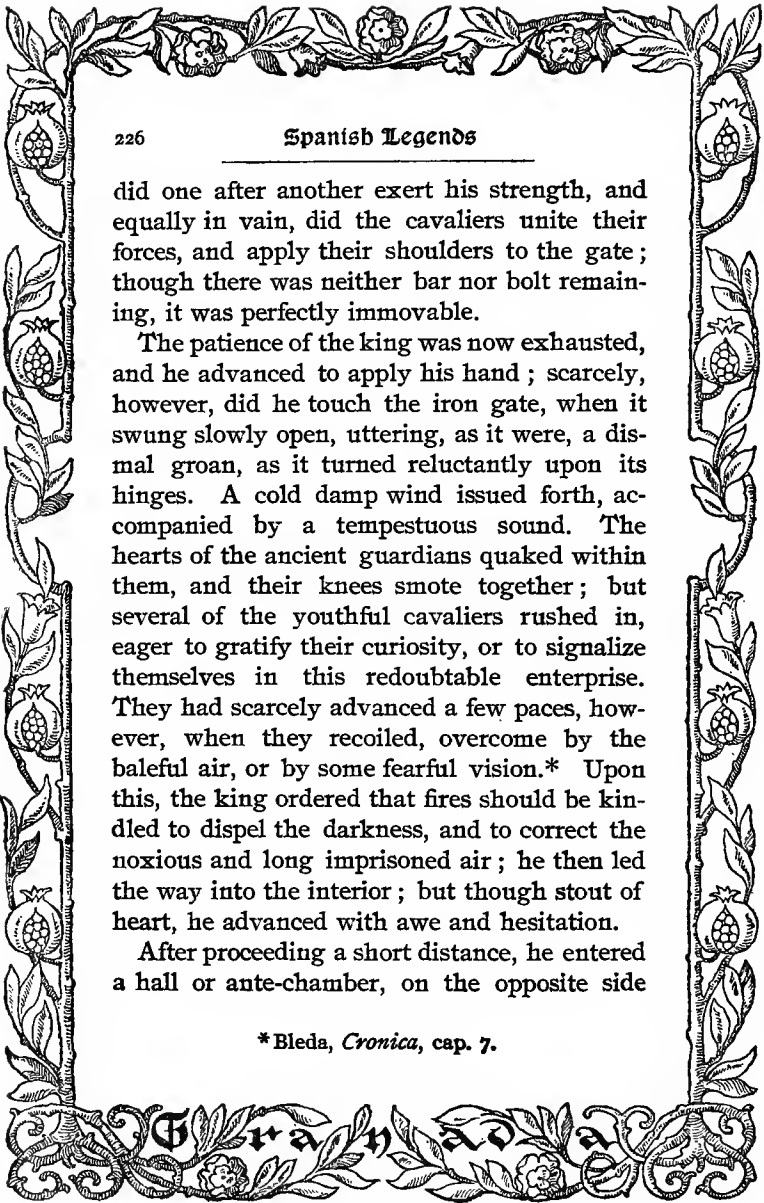 226 Spanish Legends
did one after another exert his strength, and
equally in vain, did the cavaliers unite their
forces, and apply their shoulders to the gate ;
though there was neither bar nor bolt remain-
ing, it was perfectly immovable.
The patience of the king was now exhausted,
and he advanced to apply his hand ; scarcely,
however, did he touch the iron gate, when it
swung slowly open, uttering, as it were, a dis-
mal groan, as it turned reluctantly upon its
hinges. A cold damp wind issued forth, ac-
companied by a tempestuous sound. The
hearts of the ancient guardians quaked within
them, and their knees smote together ; but
several of the youthful cavaliers rushed in,
eager to gratify their curiosity, or to signalize
themselves in this redoubtable enterprise.
They had scarcely advanced a few paces, how-
ever, when they recoiled, overcome by the
baleful air, or by some fearful vision.* Upon
this, the king ordered that fires should be kin-
dled to dispel the darkness, and to correct the
noxious and long imprisoned air ; he then led
the way into the interior ; but though stout of
heart, he advanced with awe and hesitation.
After proceeding a short distance, he entered
a hall or ante-chamber, on the opposite side
* Bleda, Cronica, cap. 7.
Granada